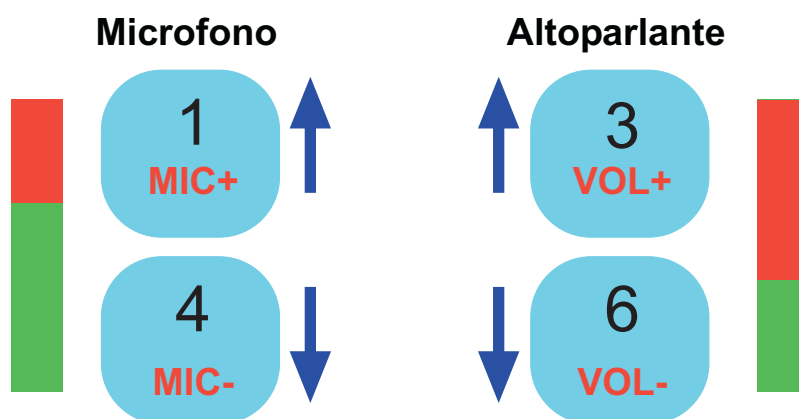 Microfono
Altoparlante
1
MIC+
3
VOL+
4
MIC-
6
VOL-